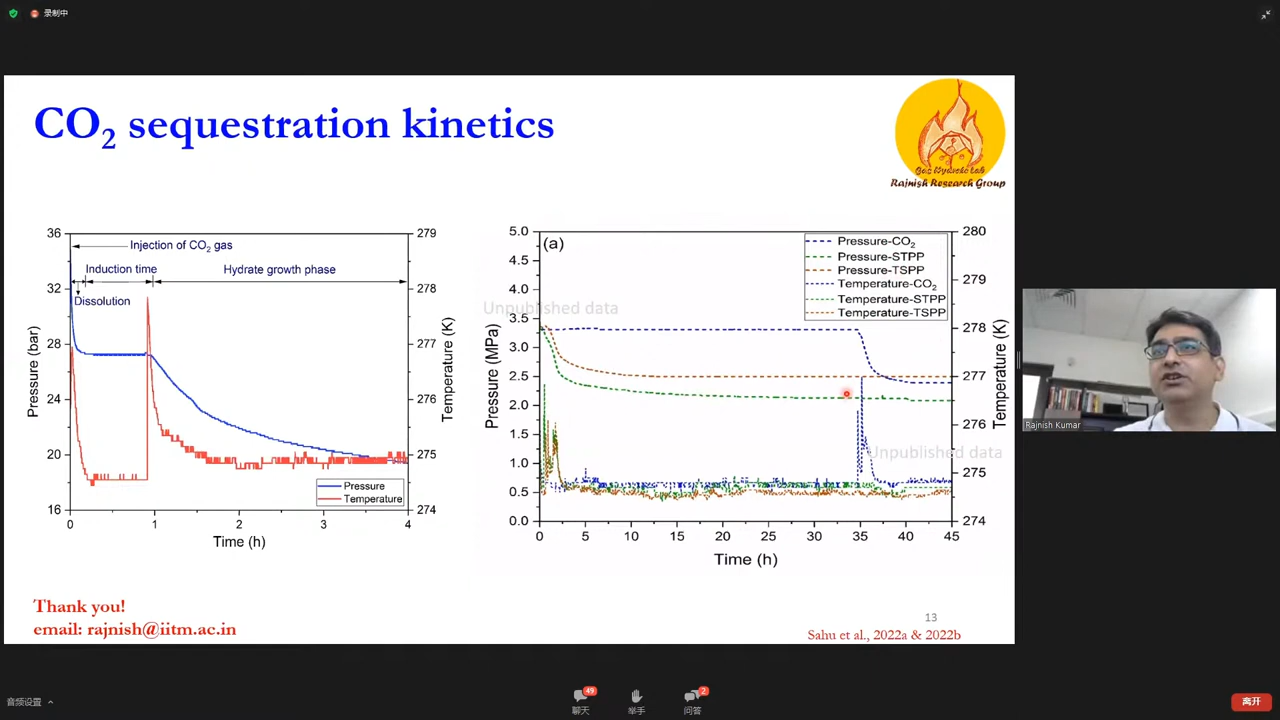 录制中
CO₂ sequestration kinetics
Gas Hydrate Lab
Rajnish Research Group
36
32
28
24
20
16
Pressure (bar)
Injection of CO₂ gas
Induction time
Hydrate growth phase
Dissolution
Pressure
Temperature
279
278
277
276
275
274
Temperature (K)
0
1
2
3
4
Time (h)
5.0
4.5
4.0
3.5
3.0
2.5
2.0
1.5
1.0
0.5
0.0
Pressure (MPa)
(a)
Unpublished data
Pressure-CO₂
Pressure-STPP
Pressure-TSPP
Temperature-CO₂
Temperature-STPP
Temperature-TSPP
Unpublished data
280
279
278
277
276
275
274
Temperature (K)
0
5
10
15
20
25
30
35
40
45
Time (h)
Thank you!
email: rajnish@iitm.ac.in
13
Sahu et al., 2022a & 2022b
Rajnish Kumar
音频设置
49
聊天
举手
2
问答
离开